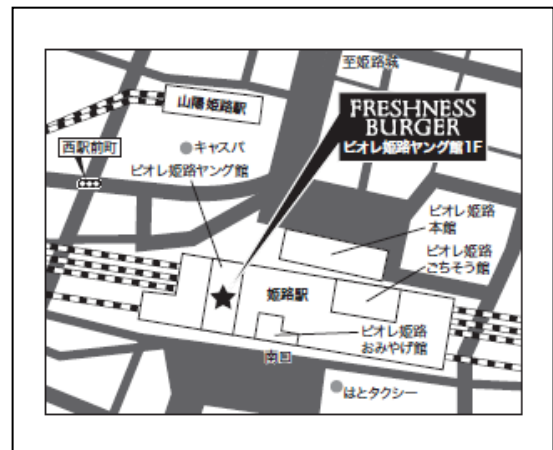 至姫路城
山陽姫路駅
FRESHNESS
BURGER
ピオレ姫路ヤング館1F
キャスパ
西駅前町
ピオレ姫路ヤング館
ピオレ姫路
本館
ピオレ姫路
ごちそう館
姫路駅
ピオレ姫路
おみやげ館
南口
はとタクシー